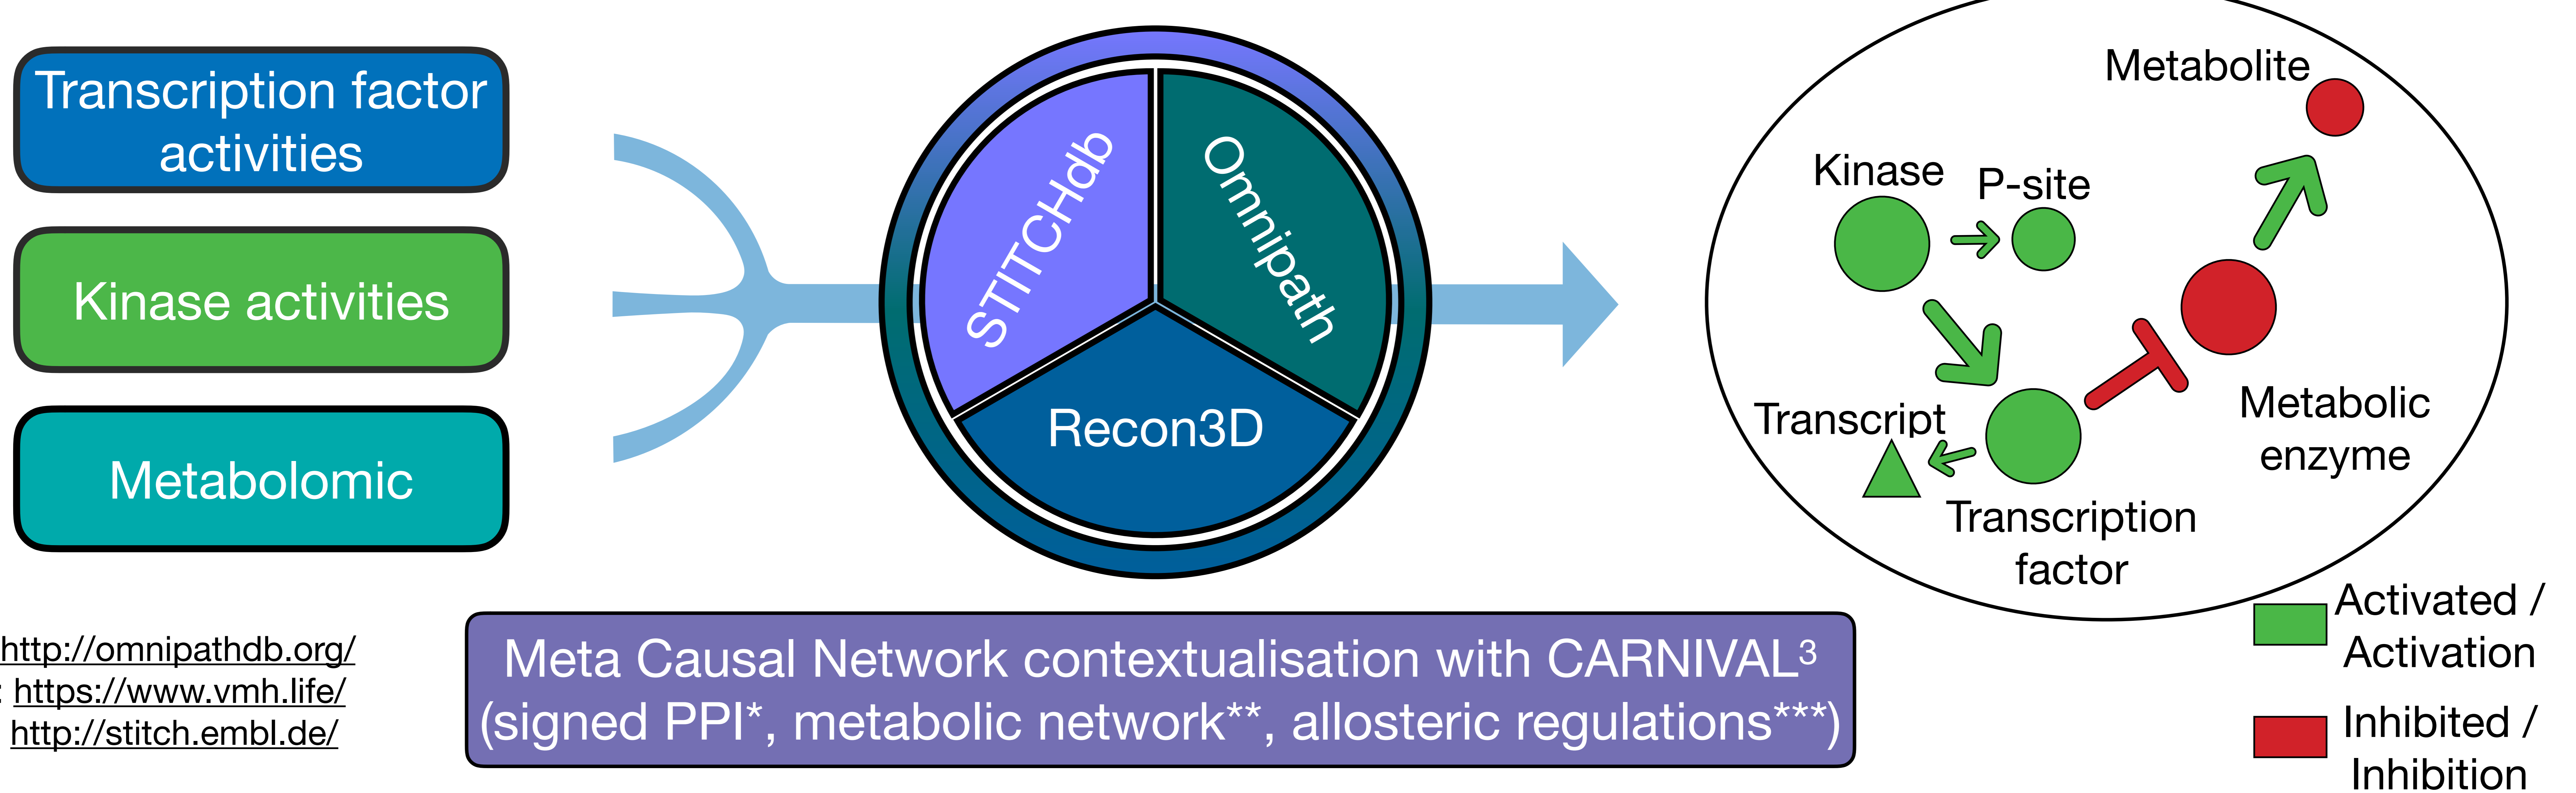 Transcription factor
activities
Kinase activities
Metabolomic
STITCHdb
Omnipath
Recon3D
Metabolite
Kinase
P-site
Transcript
Metabolic
enzyme
Transcription
factor
Activated /
Activation
Inhibited /
Inhibition
http://omnipathdb.org/
: https://www.vmh.life/
http://stitch.embl.de/
Meta Causal Network contextualisation with CARNIVAL³
(signed PPI*, metabolic network**, allosteric regulations***)